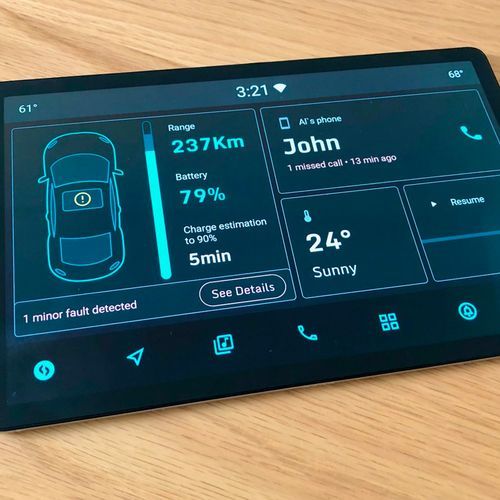 61°
3:21
68°
Range
237Km
Battery
79%
Charge estimation
to 90%
5min
1 minor fault detected
See Details
Al's phone
John
1 missed call • 13 min ago
24°
Sunny
Resume